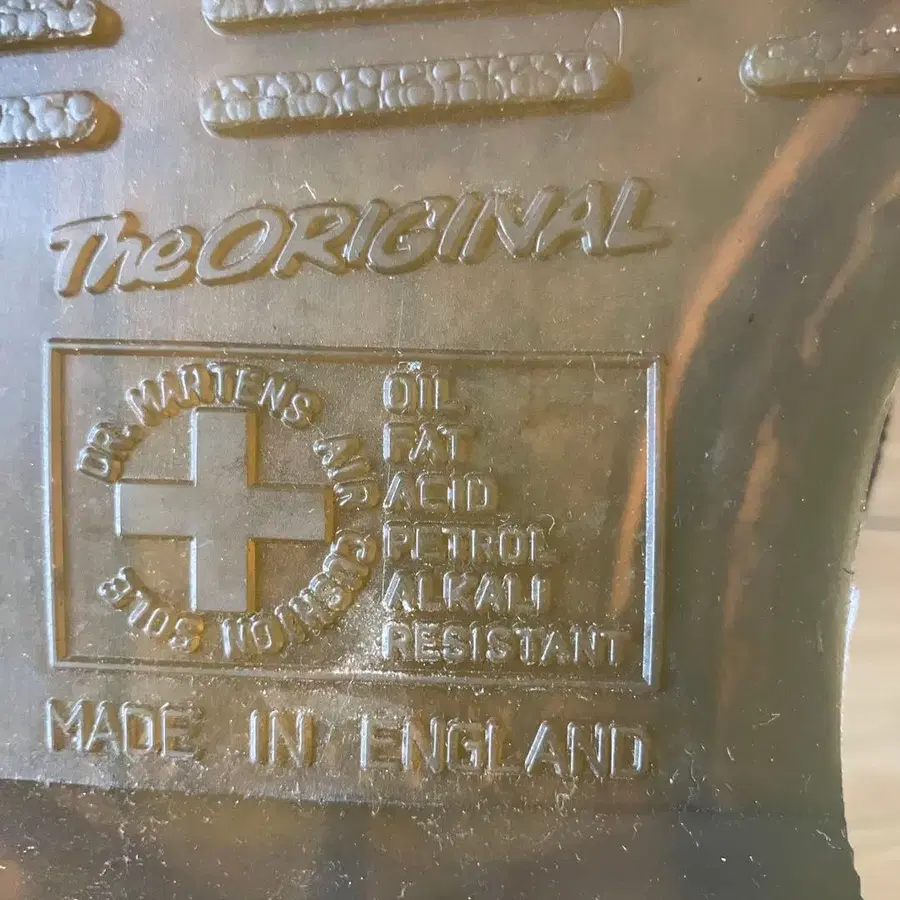 The ORIGINAL
DR. MARTENS AIR CUSHION SOLE
OIL
FAT
ACID
PETROL
ALKALI
RESISTANT
MADE IN ENGLAND